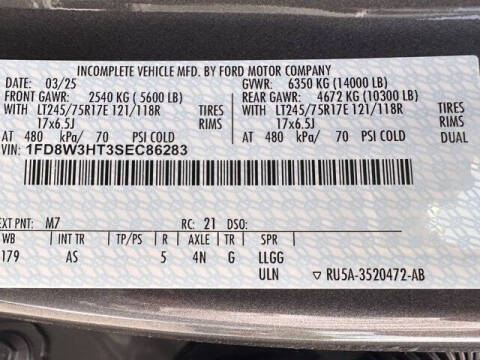 INCOMPLETE VEHICLE MFD. BY FORD MOTOR COMPANY
DATE: 03/25 GVWR: 6350 KG (14000 LB)
FRONT GAWR: 2540 KG ( 5600 LB) REAR GAWR: 4672 KG (10300 LB)
WITH LT245/75R17E 121/118R TIRES WITH LT245/75R17E 121/118R TIRES
17x6.5J RIMS 17x6.5J RIMS
AT 480 kPa/ 70 PSI COLD AT 480 kPa/ 70 PSI COLD DUAL
VIN: 1FD8W3HT3SEC86283
EXT PNT: M7 RC: 21 DSO:
WB INT TR TP/PS R AXLE TR SPR
179 AS 5 4N G LLGG
ULN RU5A-3520472-AB